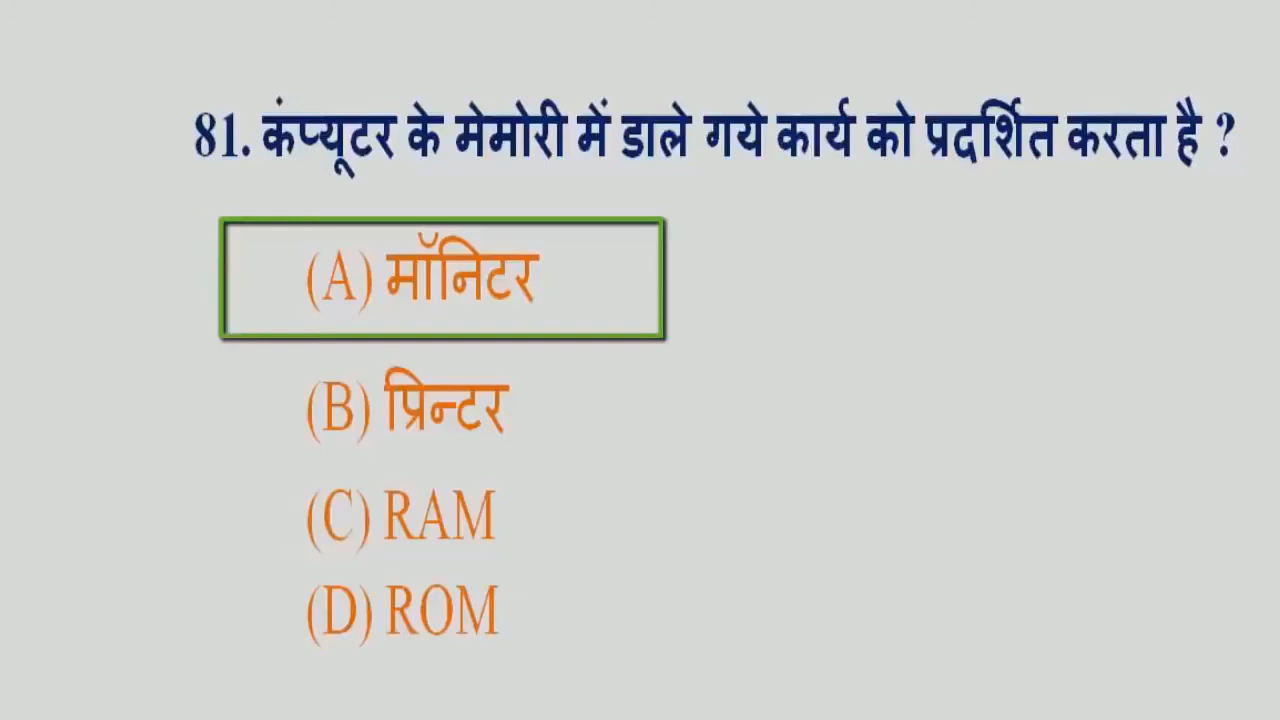 81. कंप्यूटर के मेमोरी में डाले गये कार्य को प्रदर्शित करता है ?
(A) मॉनिटर
(B) प्रिन्टर
(C) RAM
(D) ROM